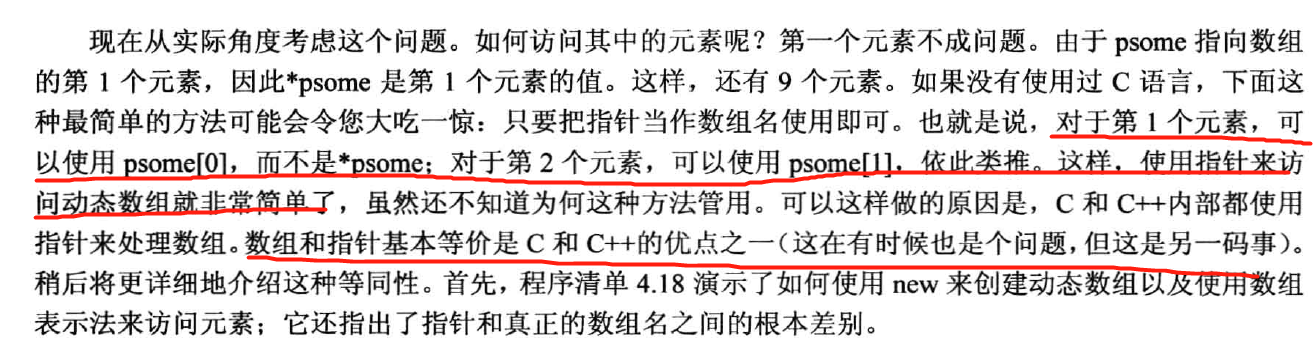 现在从实际角度考虑这个问题。如何访问其中的元素呢？第一个元素不成问题。由于 psome 指向数组
的第 1 个元素，因此*psome 是第 1 个元素的值。这样，还有 9 个元素。如果没有使用过 C 语言，下面这
种最简单的方法可能会令您大吃一惊：只要把指针当作数组名使用即可。也就是说，对于第 1 个元素，可
以使用 psome[0]，而不是*psome；对于第 2 个元素，可以使用 psome[1]，依此类推。这样，使用指针来访
问动态数组就非常简单了，虽然还不知道为何这种方法管用。可以这样做的原因是，C 和 C++内部都使用
指针来处理数组。数组和指针基本等价是 C 和 C++的优点之一（这在有时候也是个问题，但这是另一码事）。
稍后将更详细地介绍这种等同性。首先，程序清单 4.18 演示了如何使用 new 来创建动态数组以及使用数组
表示法来访问元素；它还指出了指针和真正的数组名之间的根本差别。